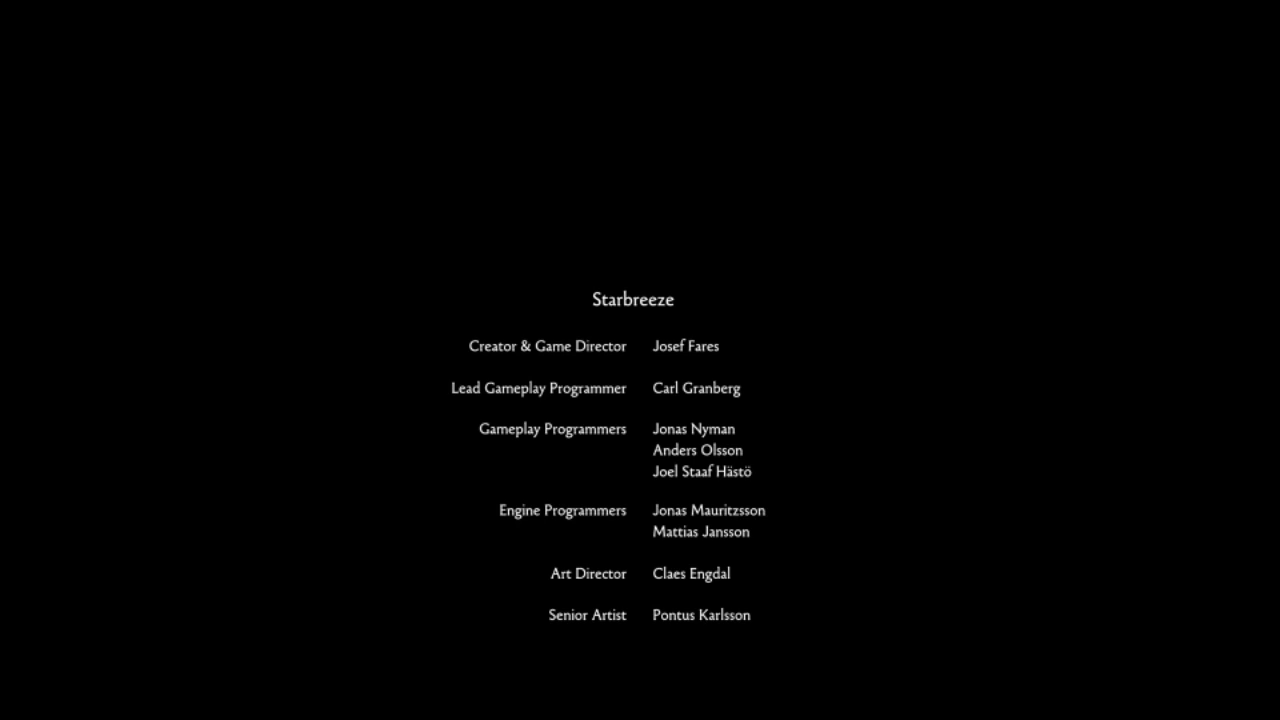 Starbreeze
Creator & Game Director Josef Fares
Lead Gameplay Programmer Carl Granberg
Gameplay Programmers Jonas Nyman
Anders Olsson
Joel Staaf Hästö
Engine Programmers Jonas Mauritzsson
Mattias Jansson
Art Director Claes Engdal
Senior Artist Pontus Karlsson